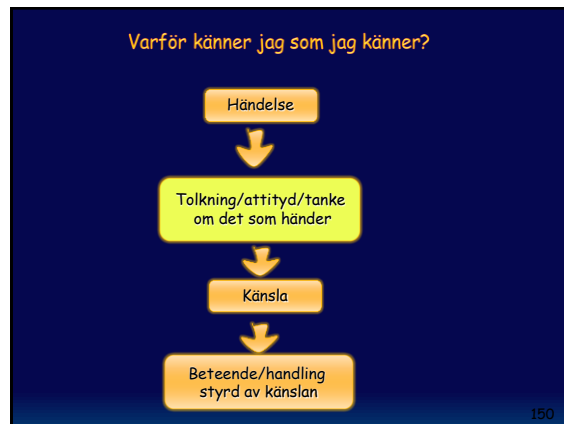 Varför känner jag som jag känner?
Händelse
Tolkning/attityd/tanke
om det som händer
Känsla
Beteende/handling
styrd av känslan
150